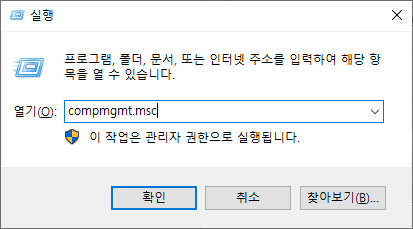 실행
프로그램, 폴더, 문서, 또는 인터넷 주소를 입력하여 해당 항
목을 열 수 있습니다.
열기(O): compmgmt.msc
이 작업은 관리자 권한으로 실행됩니다.
확인 취소 찾아보기(B)...